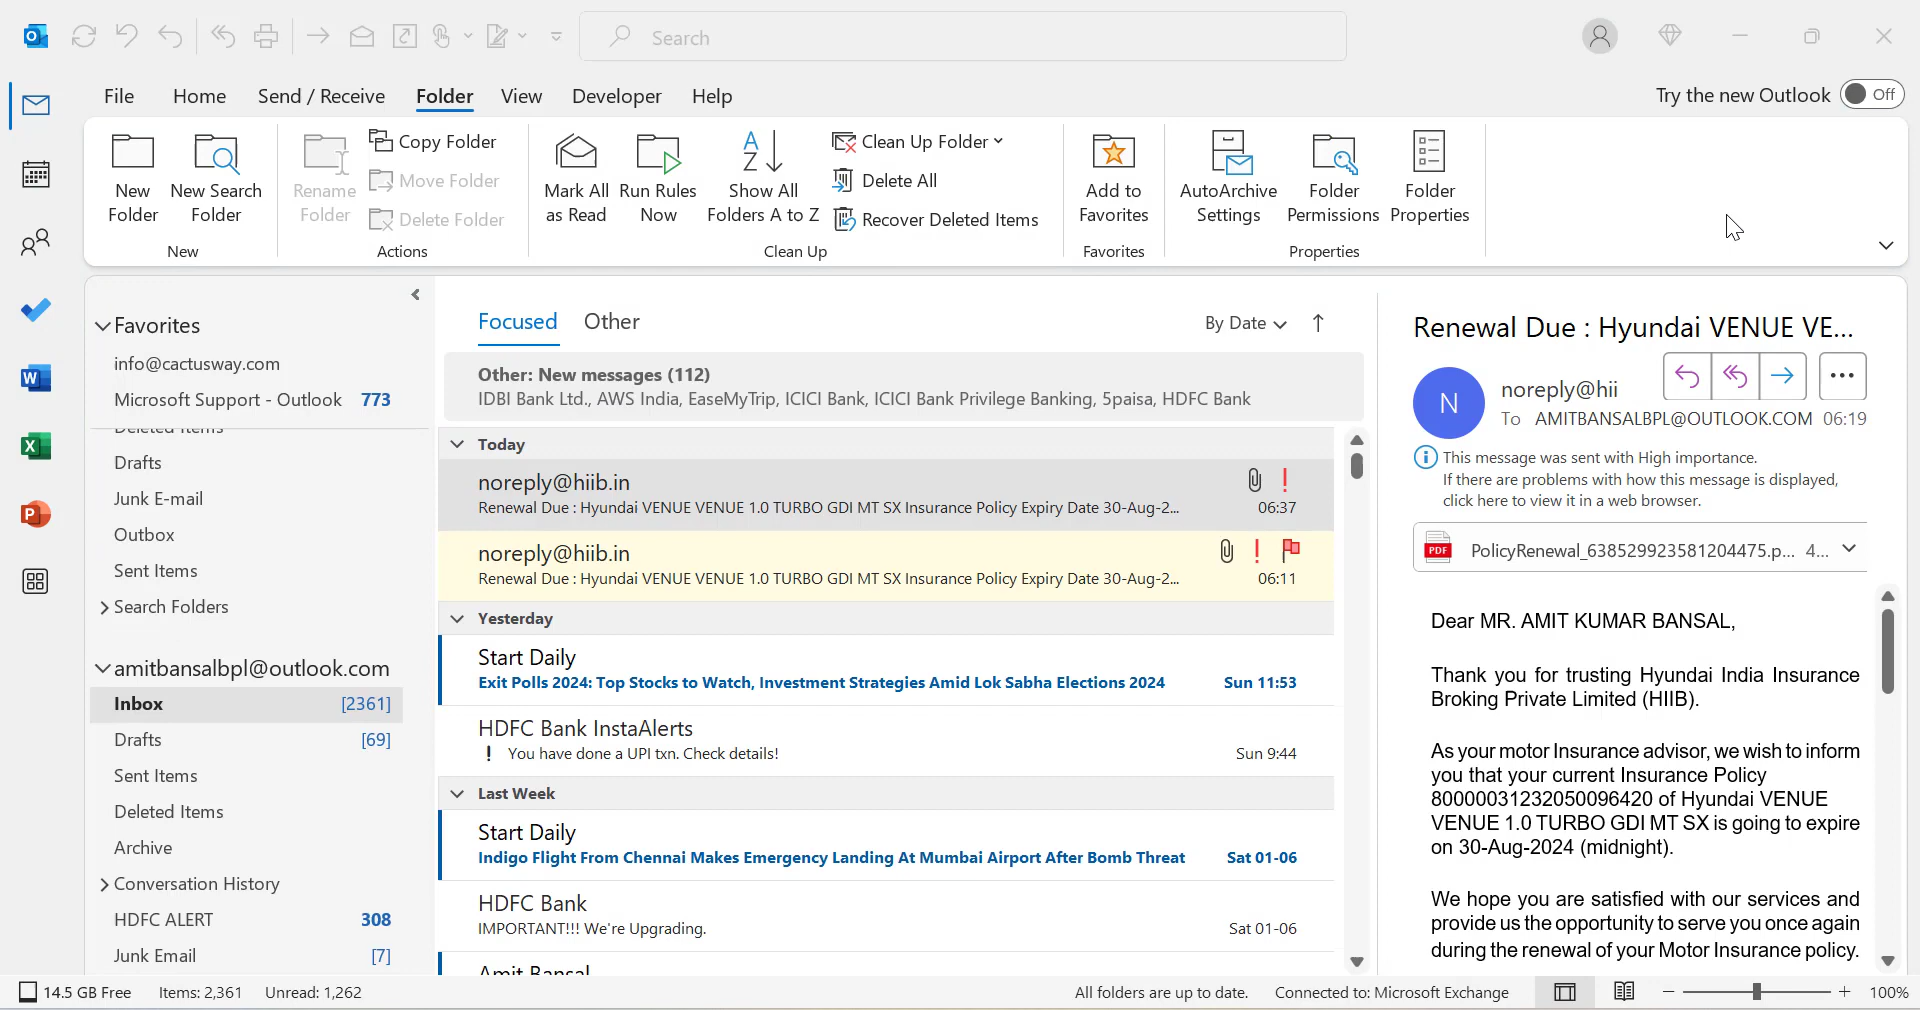 Search
File Home Send / Receive Folder View Developer Help
Try the new Outlook Off
New Folder
New Search Folder
New
Rename Folder
Copy Folder
Move Folder
Delete Folder
Actions
Mark All as Read
Run Rules Now
Show All Folders A to Z
Clean Up Folder
Delete All
Recover Deleted Items
Clean Up
Add to Favorites
Favorites
AutoArchive Settings
Folder Permissions
Folder Properties
Properties
Favorites
info@cactusway.com
Microsoft Support - Outlook 773
Deleted Items
Drafts
Junk E-mail
Outbox
Sent Items
Search Folders
amitbansalbpl@outlook.com
Inbox [2361]
Drafts [69]
Sent Items
Deleted Items
Archive
Conversation History
HDFC ALERT 308
Junk Email [7]
Focused Other By Date
Other: New messages (112)
IDBI Bank Ltd., AWS India, EaseMyTrip, ICICI Bank, ICICI Bank Privilege Banking, 5paisa, HDFC Bank
Today
noreply@hiib.in
Renewal Due : Hyundai VENUE VENUE 1.0 TURBO GDI MT SX Insurance Policy Expiry Date 30-Aug-2... 06:37
noreply@hiib.in
Renewal Due : Hyundai VENUE VENUE 1.0 TURBO GDI MT SX Insurance Policy Expiry Date 30-Aug-2... 06:11
Yesterday
Start Daily
Exit Polls 2024: Top Stocks to Watch, Investment Strategies Amid Lok Sabha Elections 2024 Sun 11:53
HDFC Bank InstaAlerts
! You have done a UPI txn. Check details! Sun 9:44
Last Week
Start Daily
Indigo Flight From Chennai Makes Emergency Landing At Mumbai Airport After Bomb Threat Sat 01-06
HDFC Bank
IMPORTANT!!! We're Upgrading. Sat 01-06
Amit Bansal
Renewal Due : Hyundai VENUE VE...
N
noreply@hii
To AMITBANSALBPL@OUTLOOK.COM 06:19
This message was sent with High importance.
If there are problems with how this message is displayed,
click here to view it in a web browser.
PDF PolicyRenewal_638529923581204475.p... 4...
Dear MR. AMIT KUMAR BANSAL,
Thank you for trusting Hyundai India Insurance
Broking Private Limited (HIIB).
As your motor Insurance advisor, we wish to inform
you that your current Insurance Policy
80000031232050096420 of Hyundai VENUE
VENUE 1.0 TURBO GDI MT SX is going to expire
on 30-Aug-2024 (midnight).
We hope you are satisfied with our services and
provide us the opportunity to serve you once again
during the renewal of your Motor Insurance policy.
14.5 GB Free Items: 2,361 Unread: 1,262 All folders are up to date. Connected to: Microsoft Exchange 100%